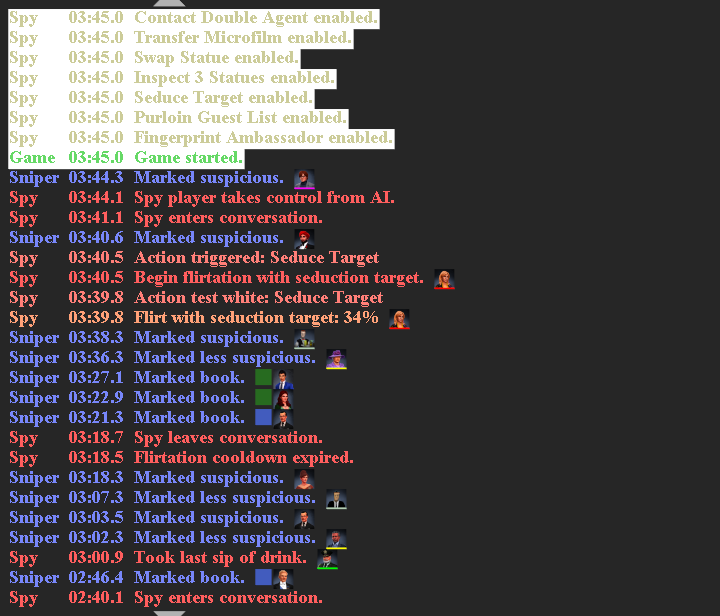 Spy 03:45.0 Contact Double Agent enabled.
Spy 03:45.0 Transfer Microfilm enabled.
Spy 03:45.0 Swap Statue enabled.
Spy 03:45.0 Inspect 3 Statues enabled.
Spy 03:45.0 Seduce Target enabled.
Spy 03:45.0 Purloin Guest List enabled.
Spy 03:45.0 Fingerprint Ambassador enabled.
Game 03:45.0 Game started.
Sniper 03:44.3 Marked suspicious.
Spy 03:44.1 Spy player takes control from AI.
Spy 03:41.1 Spy enters conversation.
Sniper 03:40.6 Marked suspicious.
Spy 03:40.5 Action triggered: Seduce Target
Spy 03:40.5 Begin flirtation with seduction target.
Spy 03:39.8 Action test white: Seduce Target
Spy 03:39.8 Flirt with seduction target: 34%
Sniper 03:38.3 Marked suspicious.
Sniper 03:36.3 Marked less suspicious.
Sniper 03:27.1 Marked book.
Sniper 03:22.9 Marked book.
Sniper 03:21.3 Marked book.
Spy 03:18.7 Spy leaves conversation.
Spy 03:18.5 Flirtation cooldown expired.
Sniper 03:18.3 Marked suspicious.
Sniper 03:07.3 Marked less suspicious.
Sniper 03:03.5 Marked suspicious.
Sniper 03:02.3 Marked less suspicious.
Spy 03:00.9 Took last sip of drink.
Sniper 02:46.4 Marked book.
Spy 02:40.1 Spy enters conversation.